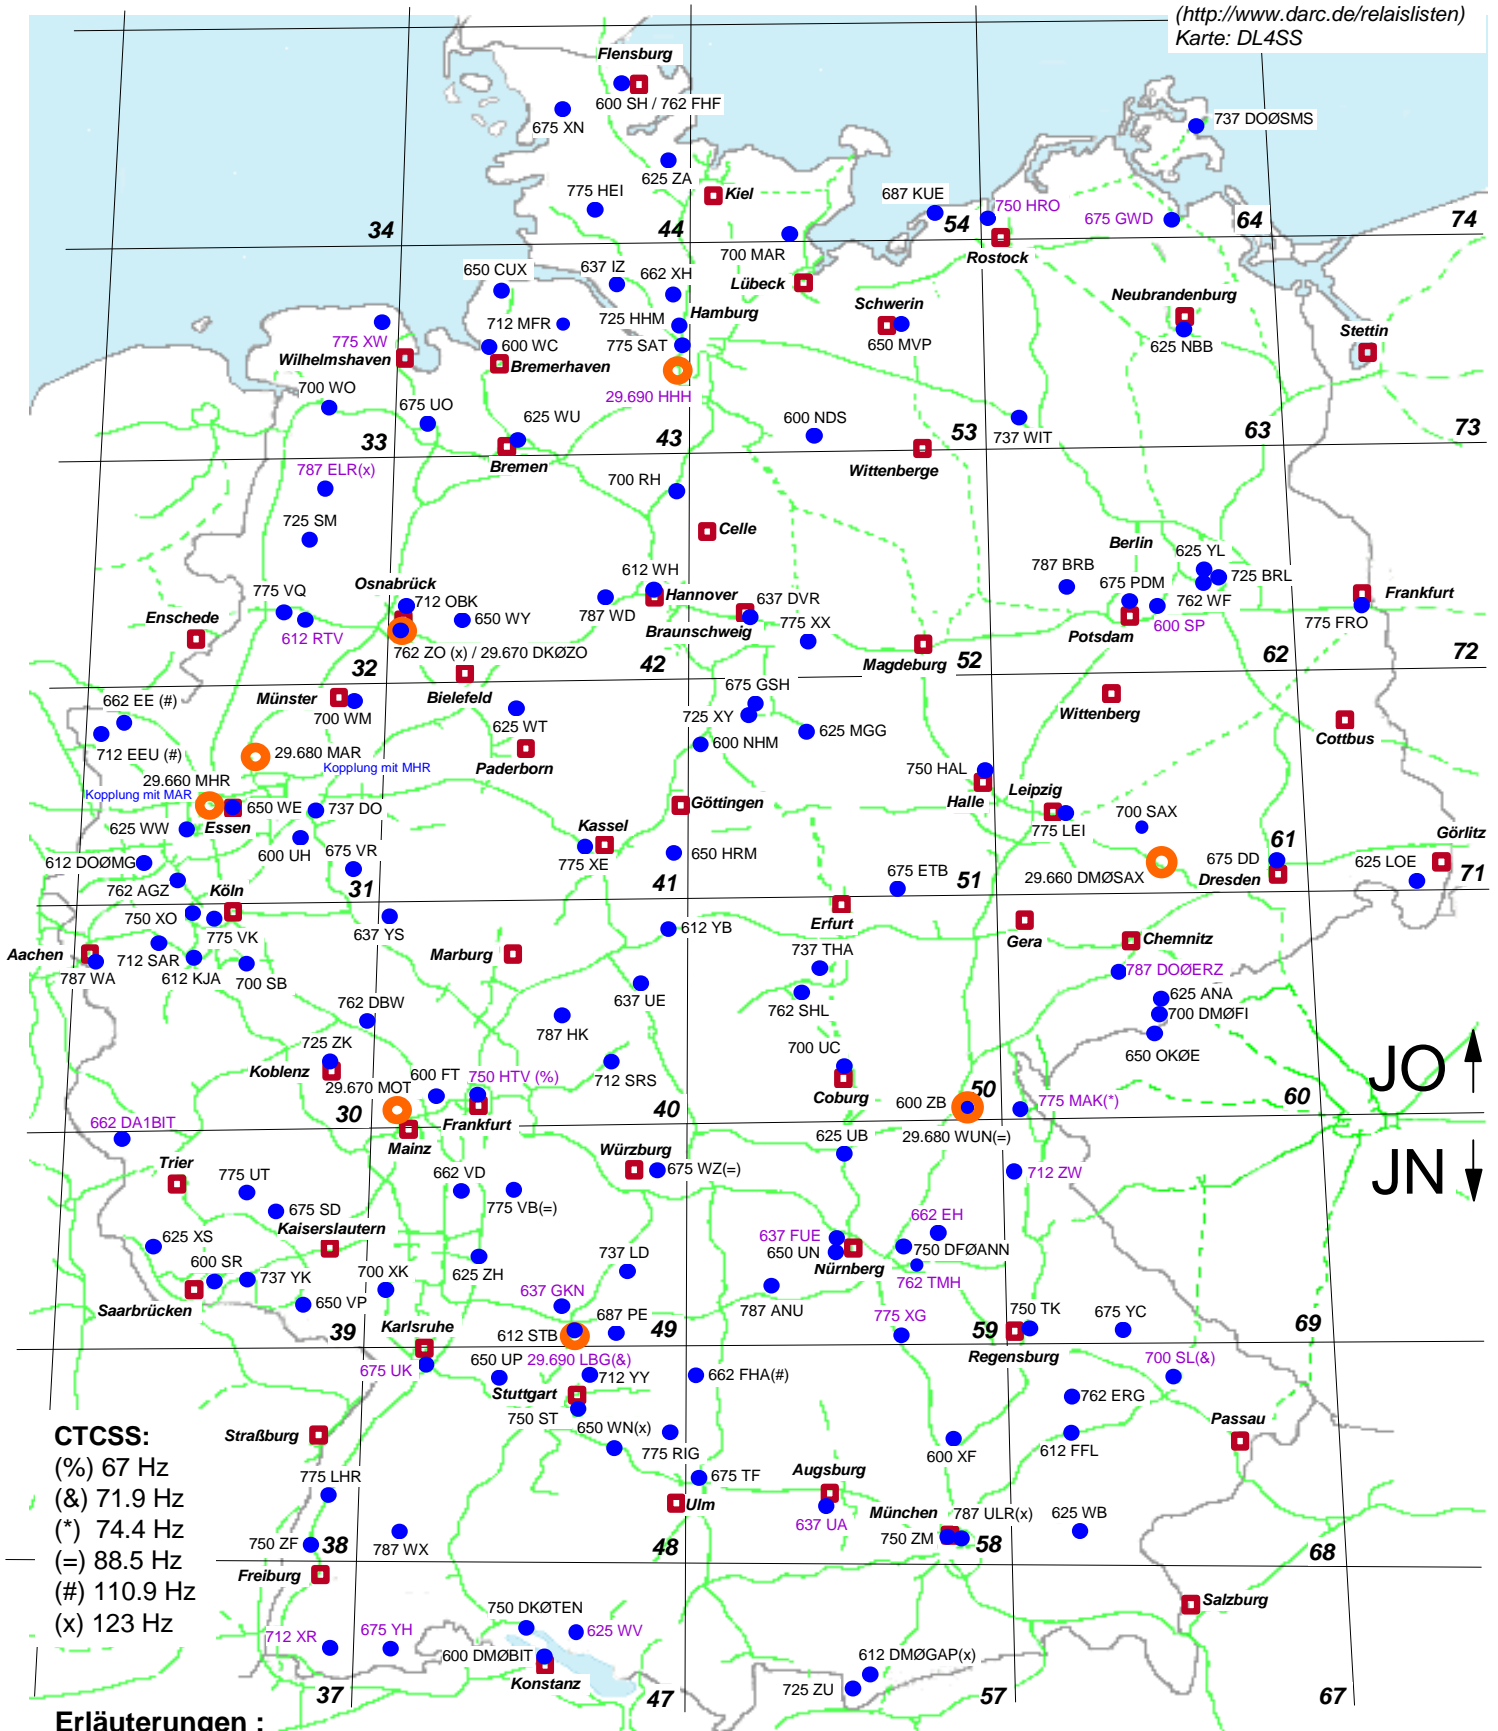 (http://www.darc.de/relaislisten)
Karte: DL4SS
Flensburg
600 SH / 762 FHF
675 XN
737 DOØSMS
625 ZA
Kiel
775 HEI
687 KUE
750 HRO
675 GWD
34
44
54
64
74
700 MAR
Rostock
650 CUX
637 IZ
662 XH
Lübeck
Schwerin
Neubrandenburg
712 MFR
725 HHM
Hamburg
775 XW
600 WC
775 SAT
650 MVP
625 NBB
Stettin
Wilhelmshaven
Bremerhaven
700 WO
29.690 HHH
675 UO
625 WU
600 NDS
737 WIT
33
43
53
63
73
Bremen
Wittenberge
787 ELR(x)
700 RH
725 SM
Celle
Berlin
625 YL
787 BRB
675 PDM
725 BRL
775 VQ
Osnabrück
612 WH
712 OBK
Hannover
637 DVR
762 WF
Frankfurt
Enschede
650 WY
787 WD
Braunschweig
600 SP
775 FRO
612 RTV
775 XX
Potsdam
762 ZO (x) / 29.670 DKØZO
Magdeburg
32
42
52
62
72
Münster
Bielefeld
675 GSH
662 EE (#)
700 WM
625 WT
725 XY
625 MGG
Wittenberg
712 EEU (#)
29.680 MAR
Kopplung mit MHR
Paderborn
600 NHM
Cottbus
29.660 MHR
Kopplung mit MAR
750 HAL
650 WE
737 DO
Göttingen
Halle
Leipzig
700 SAX
625 WW
Essen
600 UH
Kassel
775 LEI
Görlitz
612 DOØMG
675 VR
775 XE
650 HRM
675 ETB
29.660 DMØSAX
675 DD
61
625 LOE
762 AGZ
Köln
31
41
51
Dresden
71
750 XO
775 VK
637 YS
612 YB
Erfurt
Gera
Chemnitz
Aachen
712 SAR
Marburg
737 THA
787 WA
612 KJA
700 SB
637 UE
762 SHL
787 DOØERZ
762 DBW
787 HK
625 ANA
700 DMØFI
725 ZK
700 UC
650 OKØE
Koblenz
712 SRS
JO
29.670 MOT
600 FT
750 HTV (%)
Coburg
30
40
600 ZB
50
775 MAK(*)
60
662 DA1BIT
Frankfurt
Mainz
29.680 WUN(=)
625 UB
JN
Trier
Würzburg
775 UT
662 VD
675 WZ(=)
712 ZW
775 VB(=)
675 SD
Kaiserslautern
637 FUE
662 EH
625 XS
737 LD
650 UN
750 DFØANN
600 SR
737 YK
700 XK
625 ZH
Nürnberg
762 TMH
Saarbrücken
650 VP
637 GKN
787 ANU
Karlsruhe
687 PE
775 XG
750 TK
675 YC
39
612 STB
49
59
69
Regensburg
29.690 LBG(&)
675 UK
650 UP
712 YY
662 FHA(#)
700 SL(&)
Stuttgart
762 ERG
750 ST
CTCSS:
(%) 67 Hz
(&) 71.9 Hz
(*) 74.4 Hz
(=) 88.5 Hz
(#) 110.9 Hz
(x) 123 Hz
Straßburg
650 WN(x)
775 RIG
600 XF
612 FFL
Passau
775 LHR
675 TF
Augsburg
Ulm
637 UA
München
787 ULR(x)
625 WB
750 ZF
38
787 WX
48
750 ZM
58
68
Freiburg
Salzburg
750 DKØTEN
712 XR
675 YH
625 WV
600 DMØBIT
612 DMØGAP(x)
Konstanz
725 ZU
37
47
57
67
Erläuterungen :